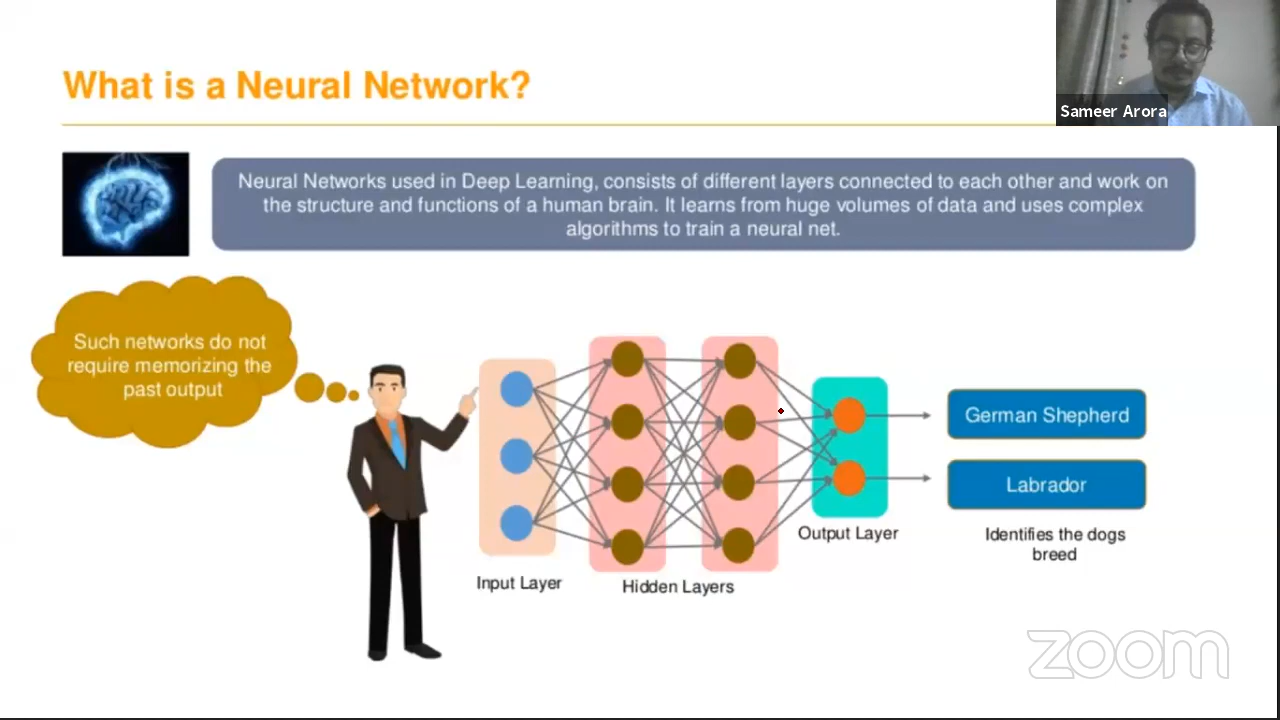 What is a Neural Network?
Sameer Arora
Neural Networks used in Deep Learning, consists of different layers connected to each other and work on
the structure and functions of a human brain. It learns from huge volumes of data and uses complex
algorithms to train a neural net.
Such networks do not
require memorizing the
past output
German Shepherd
Labrador
Identifies the dogs
breed
Output Layer
Input Layer
Hidden Layers
zoom